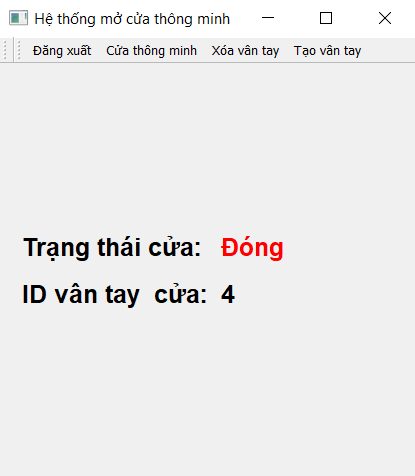 Hệ thống mở cửa thông minh
Đăng xuất Cửa thông minh Xóa vân tay Tạo vân tay
Trạng thái cửa: Đóng
ID vân tay cửa: 4